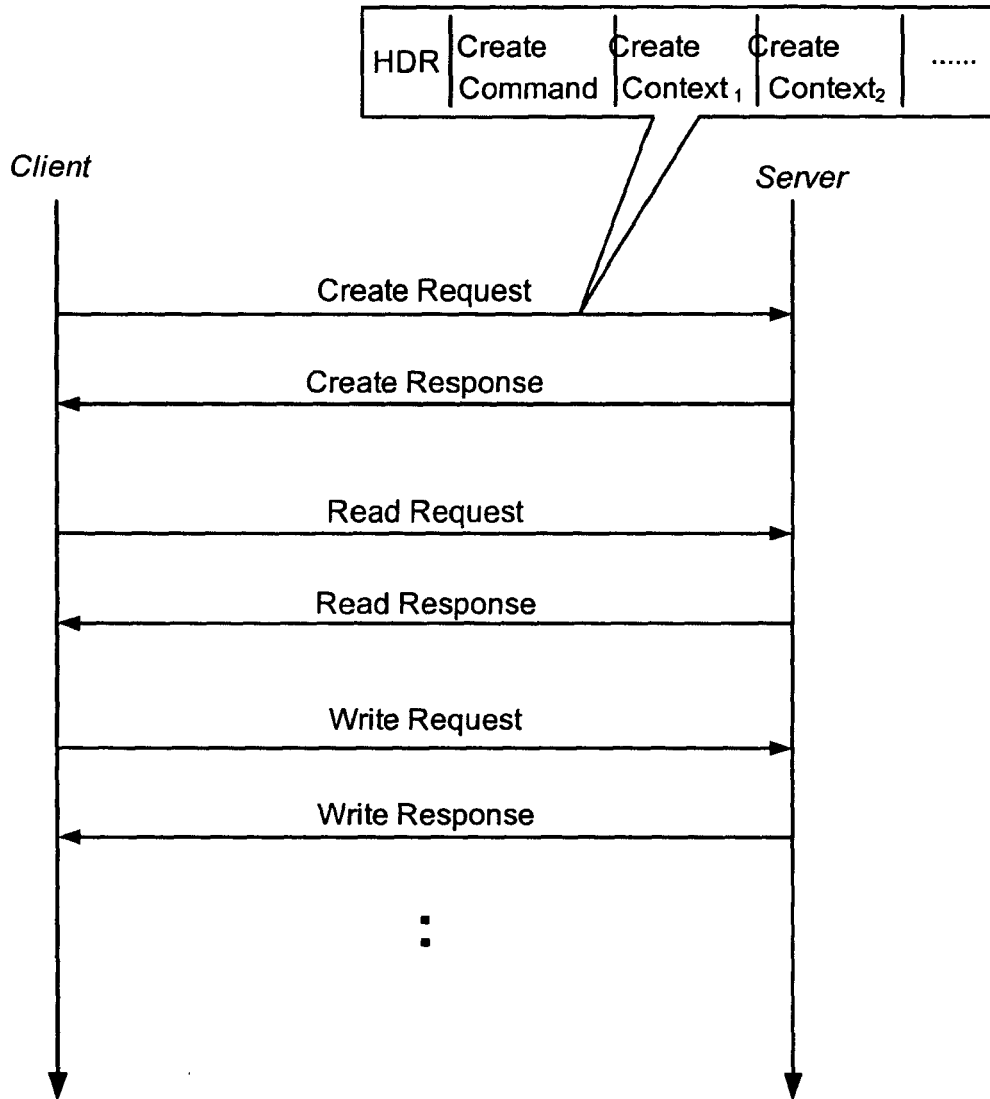 HDR Create Command Create Context₁ Create Context₂ ......
Client
Server
Create Request
Create Response
Read Request
Read Response
Write Request
Write Response
: